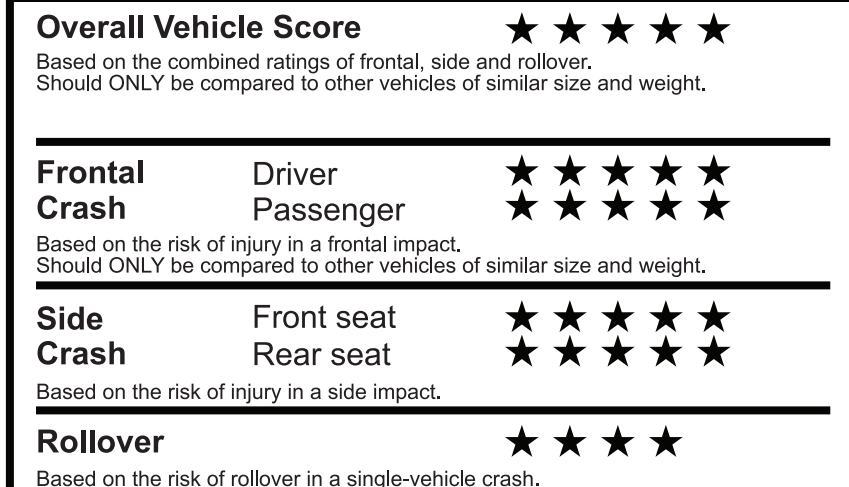 Overall Vehicle Score ★ ★ ★ ★ ★
Based on the combined ratings of frontal, side and rollover.
Should ONLY be compared to other vehicles of similar size and weight.
Frontal Driver ★ ★ ★ ★ ★
Crash Passenger ★ ★ ★ ★ ★
Based on the risk of injury in a frontal impact.
Should ONLY be compared to other vehicles of similar size and weight.
Side Front seat ★ ★ ★ ★ ★
Crash Rear seat ★ ★ ★ ★ ★
Based on the risk of injury in a side impact.
Rollover ★ ★ ★ ★
Based on the risk of rollover in a single-vehicle crash.